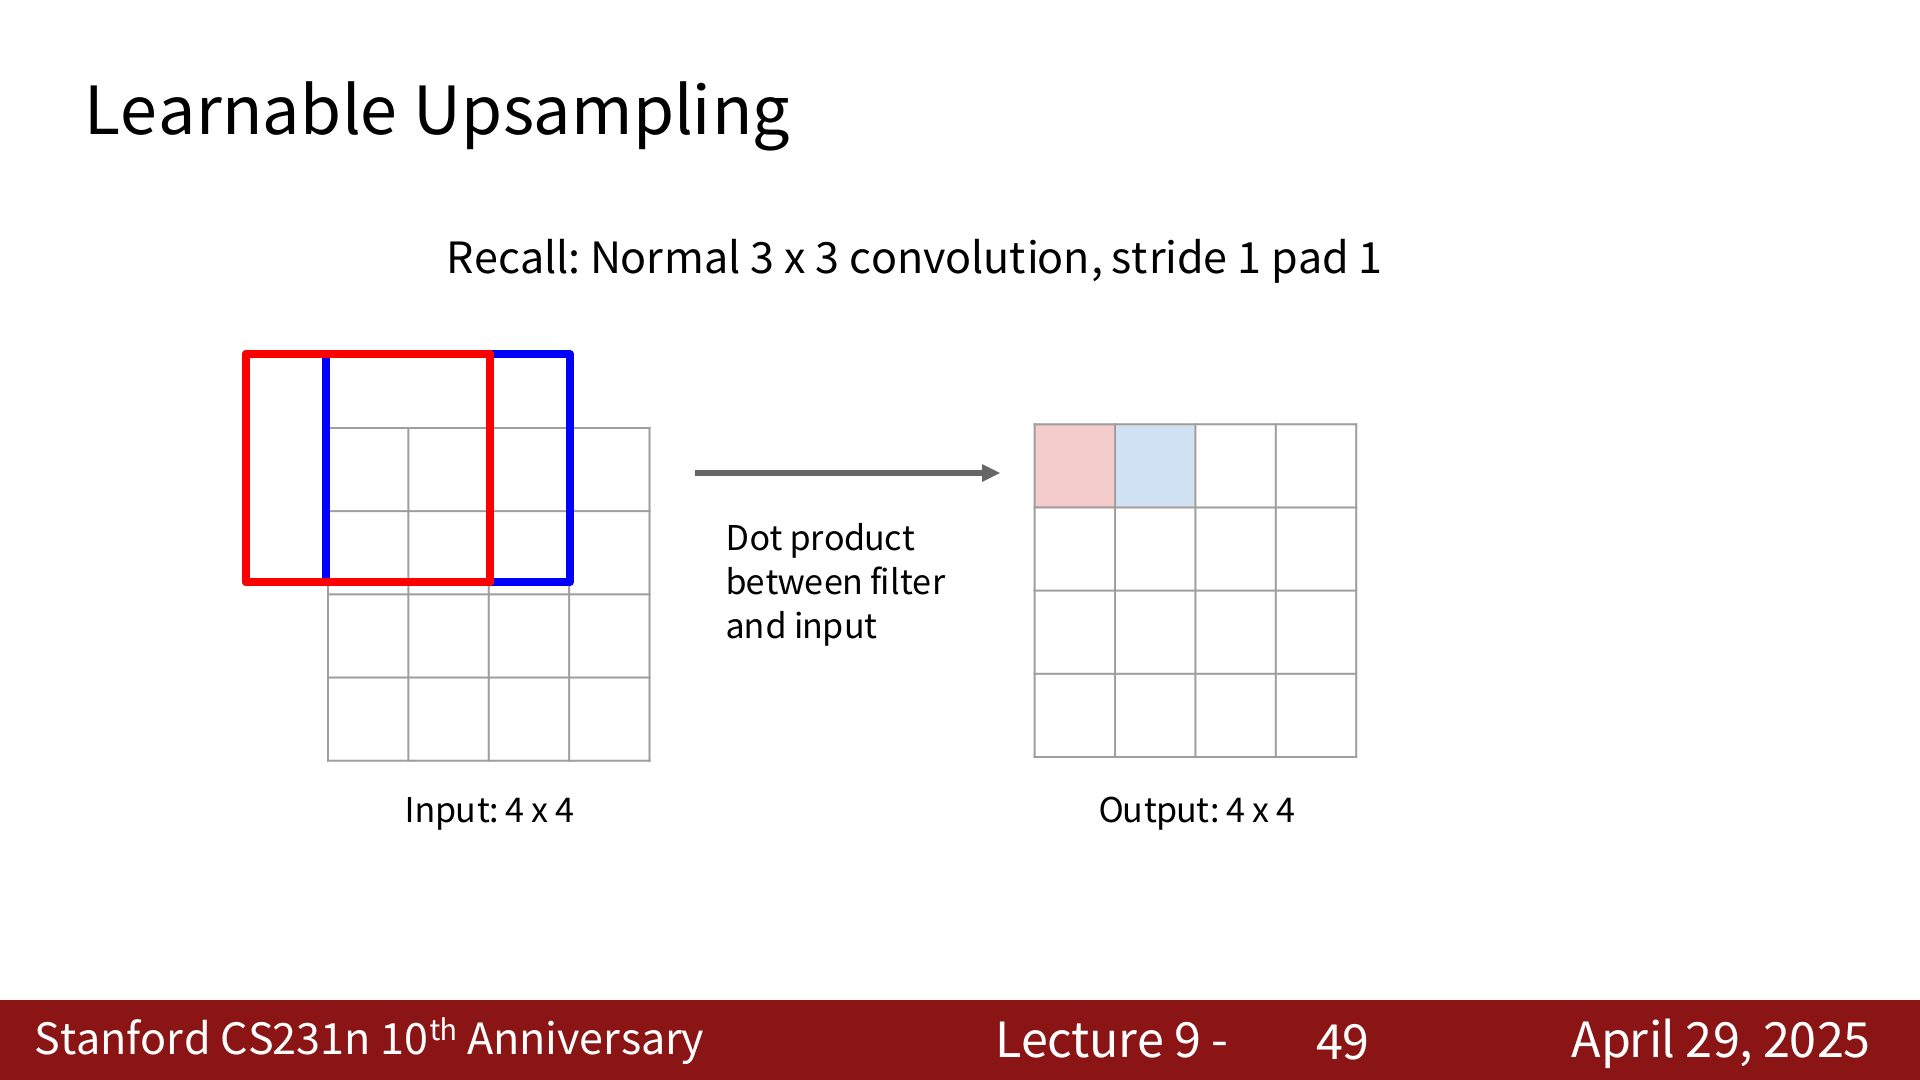 Learnable Upsampling
Recall: Normal 3 x 3 convolution, stride 1 pad 1
Dot product
between filter
and input
Input: 4 x 4
Output: 4 x 4
Stanford CS231n 10th Anniversary
Lecture 9 - 49
April 29, 2025